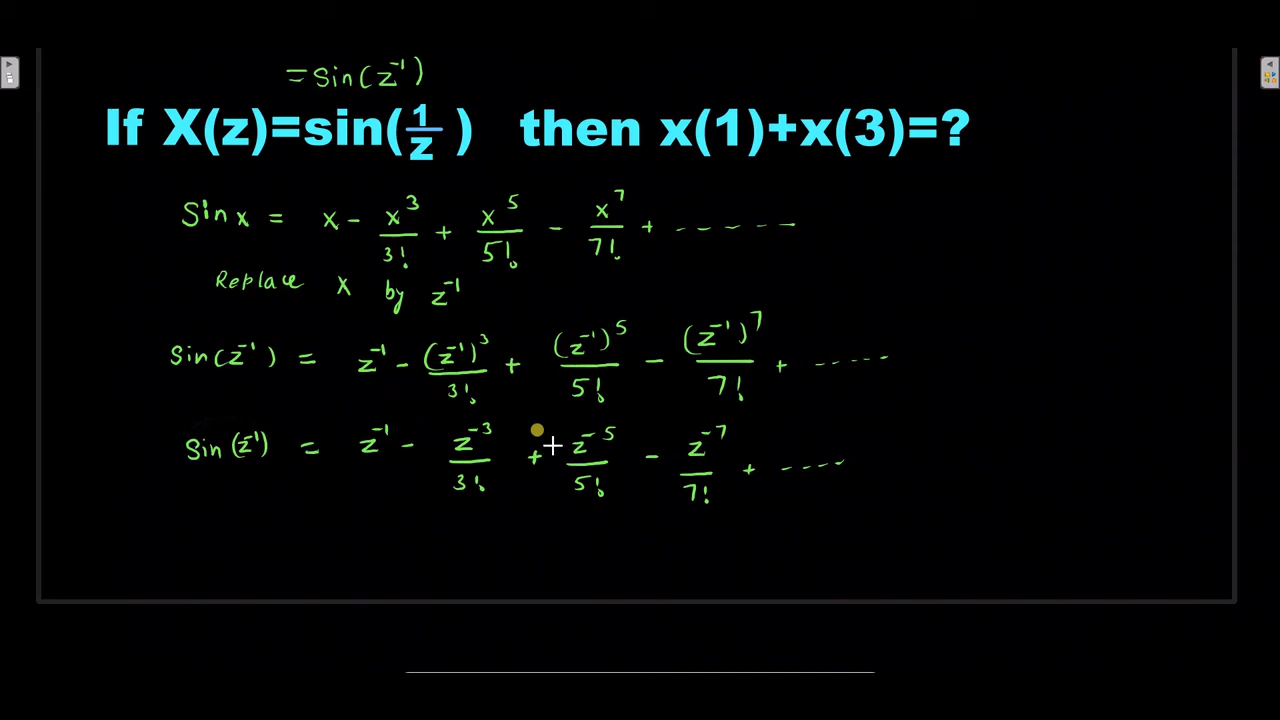 = Sin(z⁻¹)
If X(z)=sin(1/z) then x(1)+x(3)=?
Sin x = x - x³/3! + x⁵/5! - x⁷/7! + -------
Replace x by z⁻¹
Sin(z⁻¹) = z⁻¹ - (z⁻¹)³/3! + (z⁻¹)⁵/5! - (z⁻¹)⁷/7! + ------
Sin(z⁻¹) = z⁻¹ - z⁻³/3! + z⁻⁵/5! - z⁻⁷/7! + -----